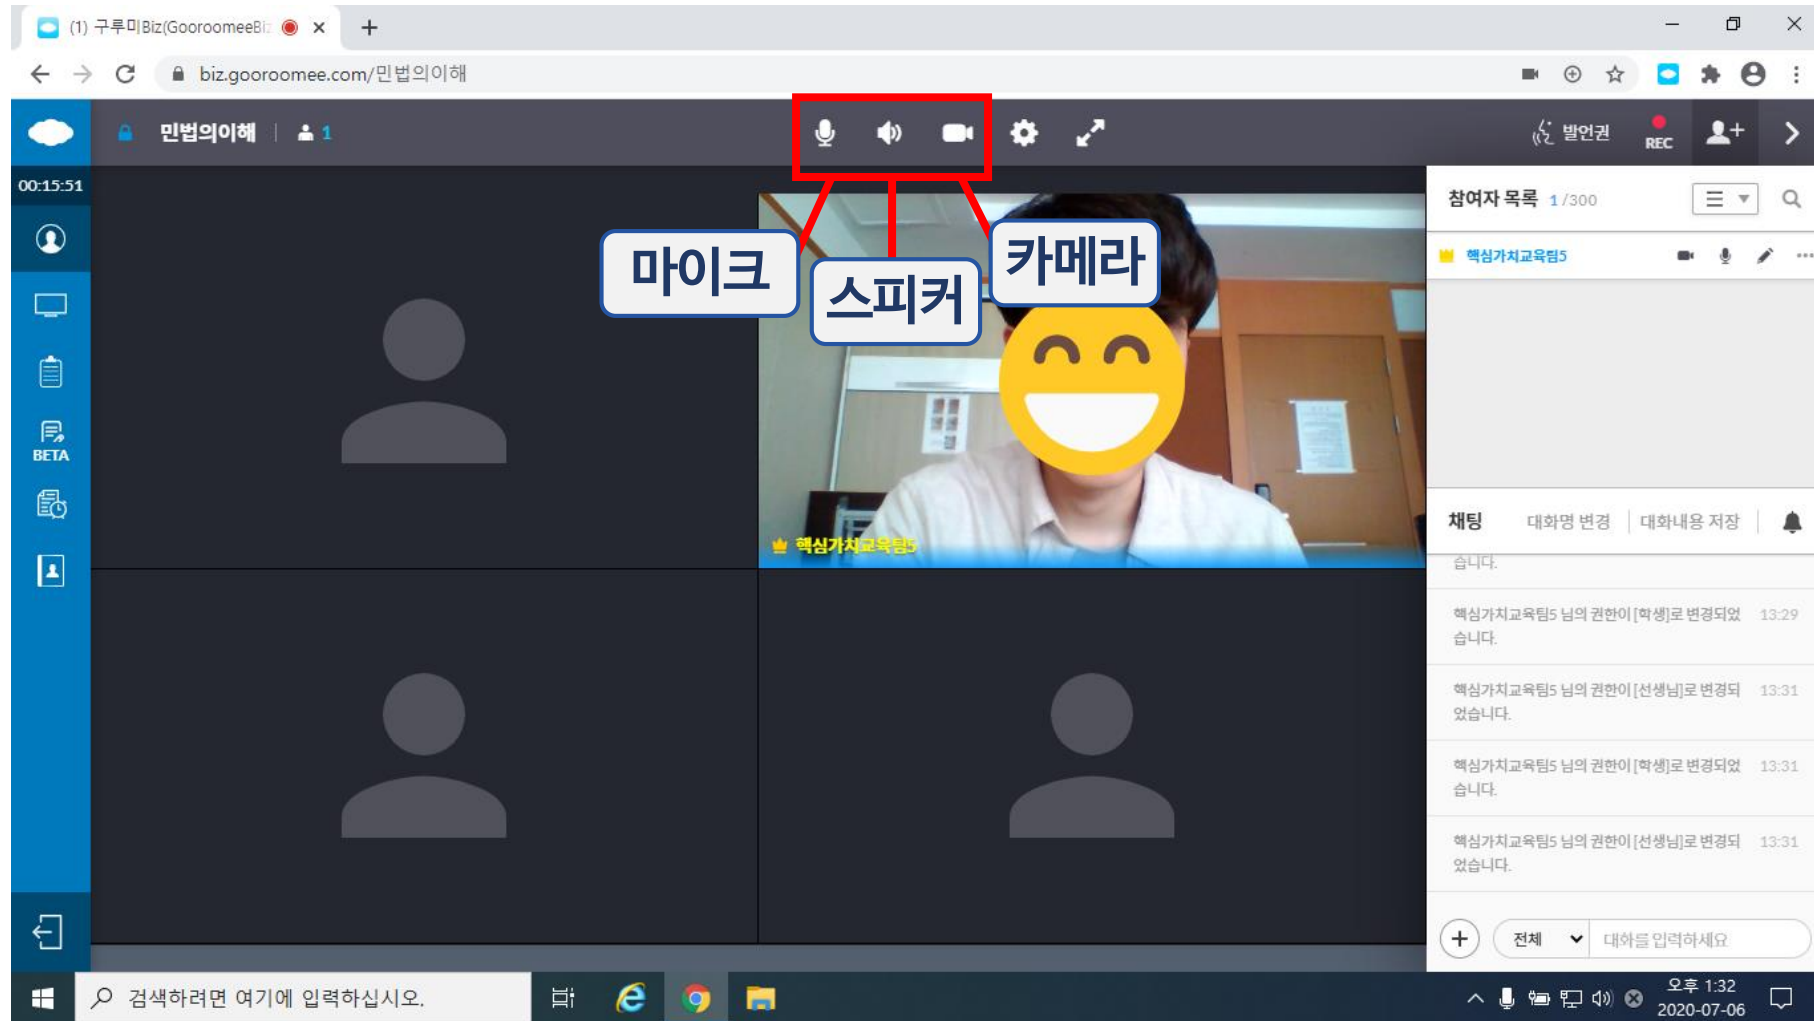 (1) 구루미Biz(GooroomeeBiz
biz.gooroomee.com/민법의이해
민법의이해
1
발언권
REC
00:15:51
마이크
스피커
카메라
참여자 목록 1/300
핵심가치교육팀5
BETA
핵심가치교육팀5
채팅
대화명 변경
대화내용 저장
습니다.
핵심가치교육팀5 님의 권한이 [학생]로 변경되었 13:29
습니다.
핵심가치교육팀5 님의 권한이 [선생님]로 변경되 13:31
었습니다.
핵심가치교육팀5 님의 권한이 [학생]로 변경되었 13:31
습니다.
핵심가치교육팀5 님의 권한이 [선생님]로 변경되 13:31
었습니다.
전체
대화를 입력하세요
검색하려면 여기에 입력하십시오.
오후 1:32
2020-07-06